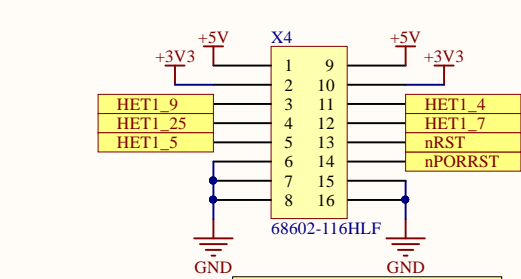 +5V X4 +5V
+3V3 +3V3
1 9
2 10
HET1_9 3 11 HET1_4
HET1_25 4 12 HET1_7
HET1_5 5 13 nRST
6 14 nPORRST
7 15
8 16
68602-116HLF
GND GND